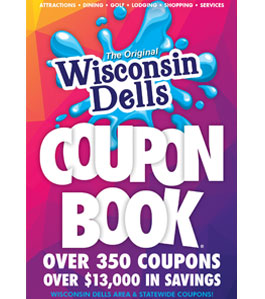 ATTRACTIONS • DINING • GOLF • LODGING • SHOPPING • SERVICES
The Original
Wisconsin
Dells
COUPON
BOOK®
OVER 350 COUPONS
OVER $13,000 IN SAVINGS
WISCONSIN DELLS AREA & STATEWIDE COUPONS!